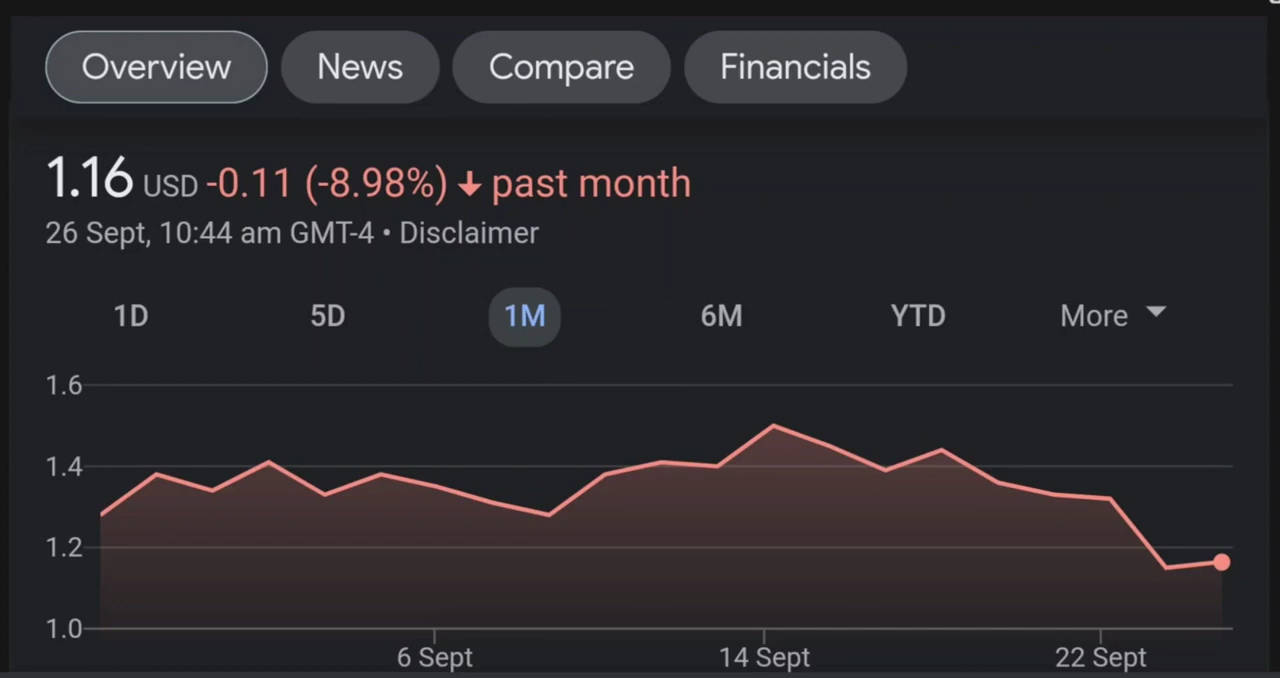 Overview News Compare Financials
1.16 USD -0.11 (-8.98%) ↓ past month
26 Sept, 10:44 am GMT-4 • Disclaimer
1D 5D 1M 6M YTD More
1.6
1.4
1.2
1.0
6 Sept 14 Sept 22 Sept